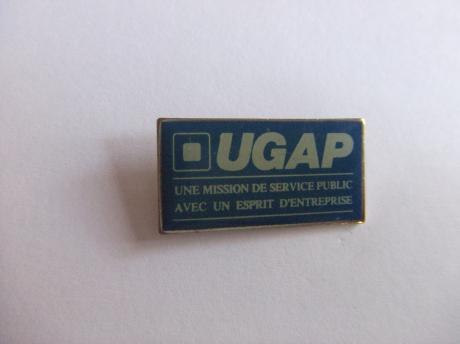 UGAP
UNE MISSION DE SERVICE PUBLIC
AVEC UN ESPRIT D'ENTREPRISE